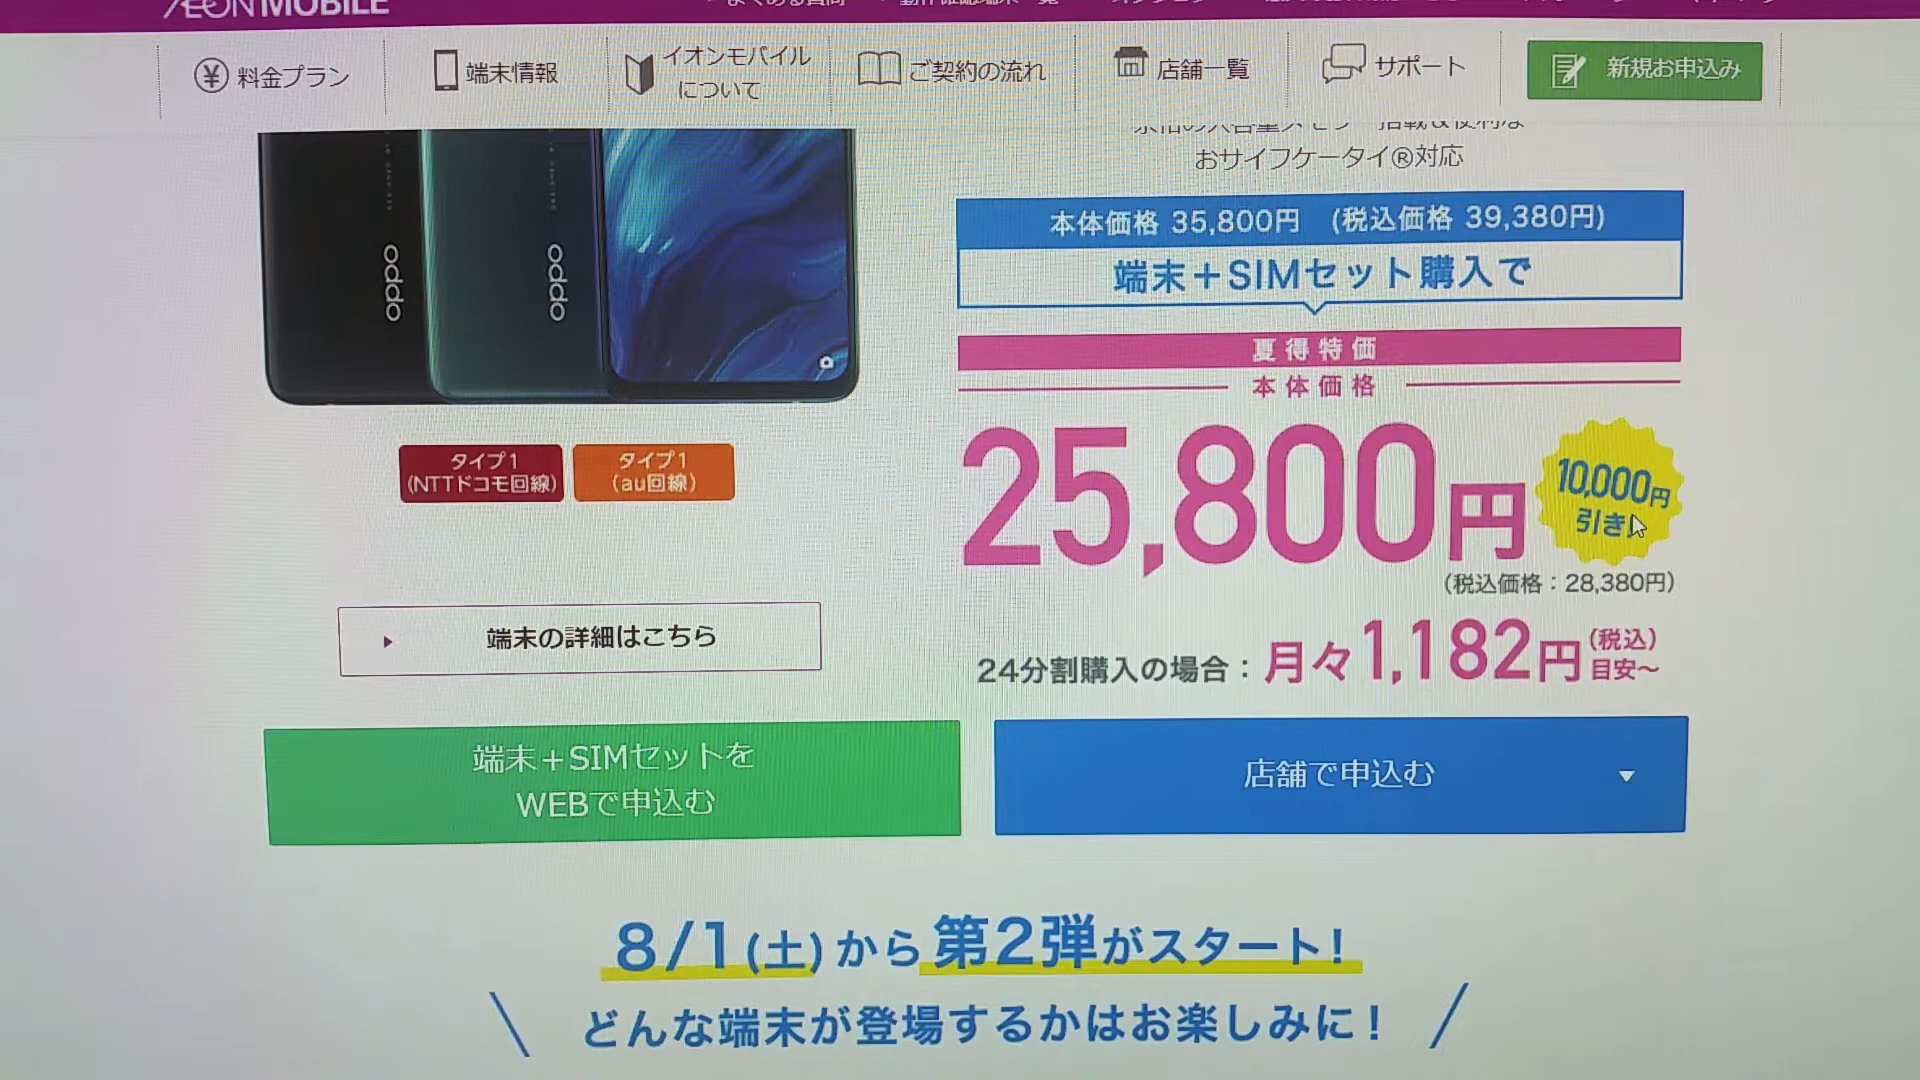 AEON MOBILE
料金プラン
端末情報
イオンモバイル
について
ご契約の流れ
店舗一覧
サポート
新規お申込み
おサイフケータイ®対応
本体価格 35,800円 (税込価格 39,380円)
端末+SIMセット購入で
夏得特価
本体価格
25,800円
10,000円
引き
(税込価格:28,380円)
24分割購入の場合:月々1,182円(税込)
目安～
oppo
oppo
タイプ1
(NTTドコモ回線)
タイプ1
(au回線)
端末の詳細はこちら
端末+SIMセットを
WEBで申込む
店舗で申込む
8/1(土)から第2弾がスタート!
どんな端末が登場するかはお楽しみに!